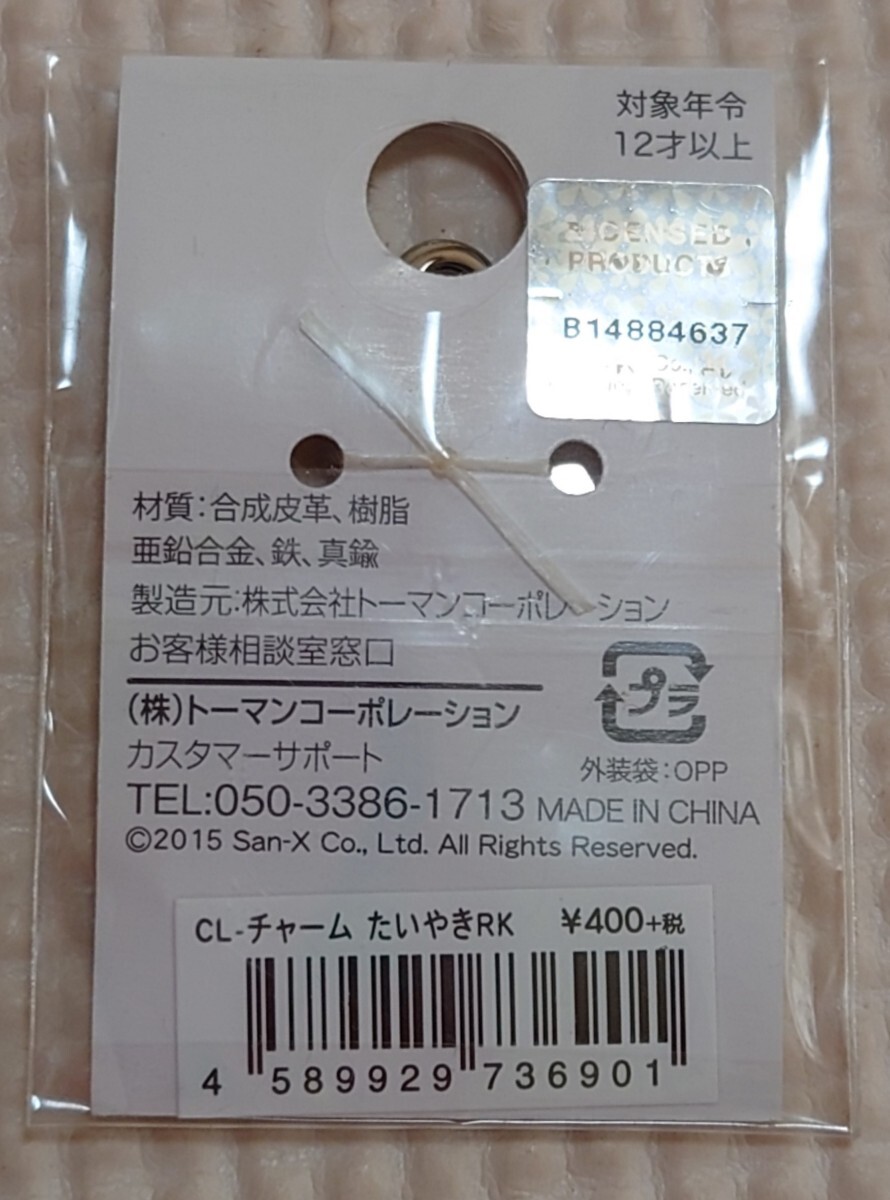 対象年令
12才以上
LICENSED
PRODUCTS
B14884637
材質:合成皮革、樹脂
亜鉛合金、鉄、真鍮
製造元:株式会社トーマンコーポレーション
お客様相談室窓口
(株)トーマンコーポレーション
カスタマーサポート
プラ
外装袋:OPP
TEL:050-3386-1713 MADE IN CHINA
©2015 San-X Co., Ltd. All Rights Reserved.
CL-チャーム たいやきRK ¥400+税
4 589929 736901